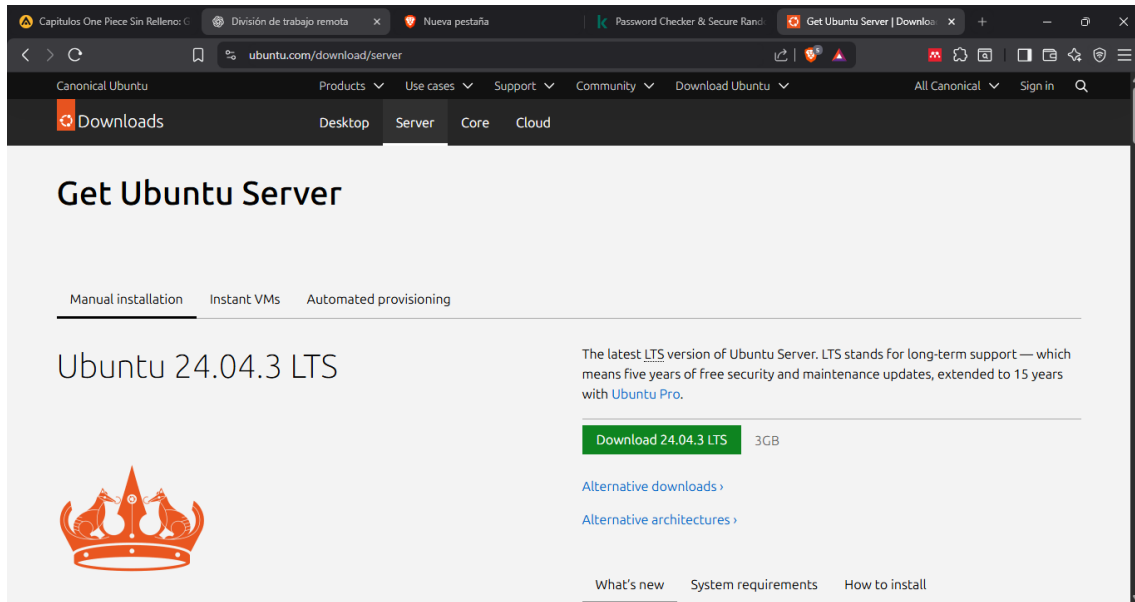 Capitulos One Piece Sin Relleno: G
División de trabajo remota
Nueva pestaña
Password Checker & Secure Rand
Get Ubuntu Server | Downloa
ubuntu.com/download/server
Canonical Ubuntu
Products
Use cases
Support
Community
Download Ubuntu
All Canonical
Sign in
Downloads
Desktop
Server
Core
Cloud
Get Ubuntu Server
Manual installation
Instant VMs
Automated provisioning
Ubuntu 24.04.3 LTS
The latest LTS version of Ubuntu Server. LTS stands for long-term support — which
means five years of free security and maintenance updates, extended to 15 years
with Ubuntu Pro.
Download 24.04.3 LTS
3GB
Alternative downloads ›
Alternative architectures ›
What's new
System requirements
How to install